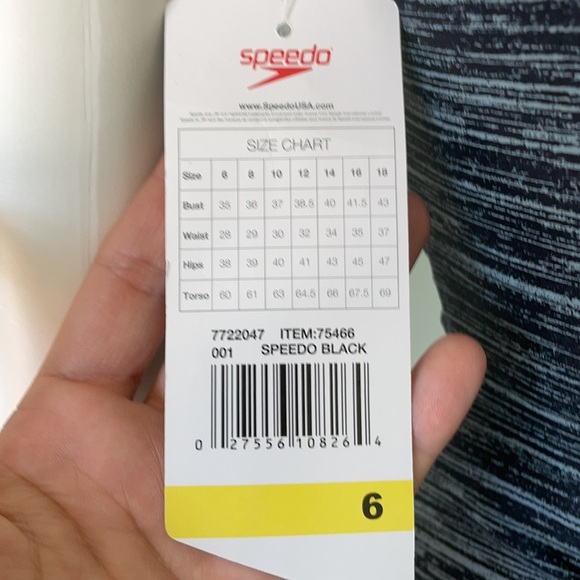 speedo
www.SpeedoUSA.com
SIZE CHART
Size 6 8 10 12 14 16 18
Bust 35 36 37 38.5 40 41.5 43
Waist 28 29 30 32 34 35 37
Hips 38 39 40 41 43 45 47
Torso 60 61 63 64.5 66 67.5 69
7722047 ITEM:75466
001 SPEEDO BLACK
0 27556 10826 4
6